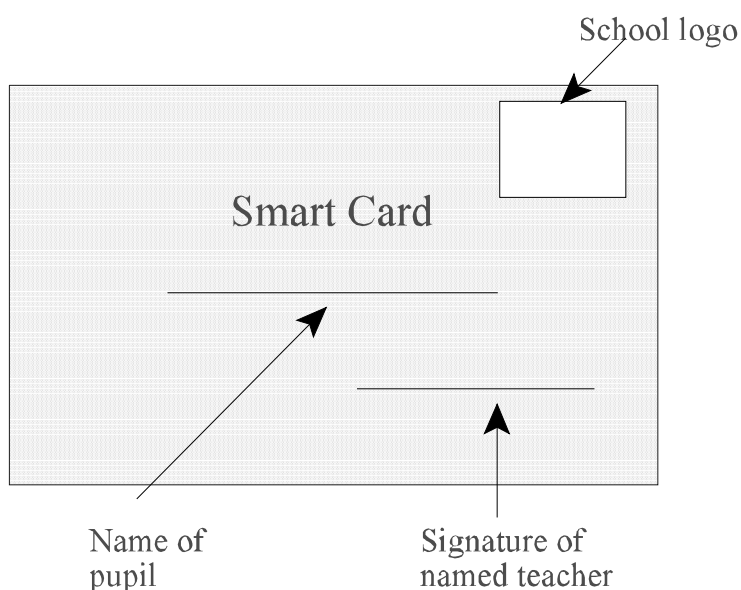 School logo
Smart Card
Name of
pupil
Signature of
named teacher